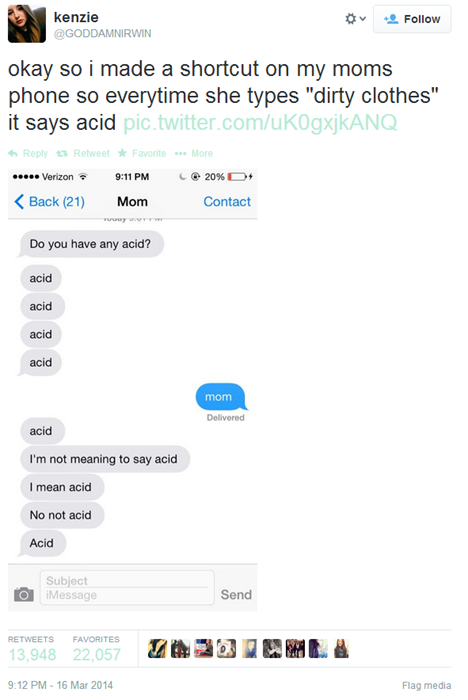 kenzie
@GODDAMNIRWIN
Follow
okay so i made a shortcut on my moms
phone so everytime she types "dirty clothes"
it says acid pic.twitter.com/uK0gxjkANQ
Reply Retweet Favorite ••• More
Verizon 9:11 PM 20%
Back (21) Mom Contact
Today 9:01 PM
Do you have any acid?
acid
acid
acid
acid
mom
Delivered
acid
I'm not meaning to say acid
I mean acid
No not acid
Acid
Subject
iMessage
Send
RETWEETS FAVORITES
13,948 22,057
9:12 PM - 16 Mar 2014 Flag media